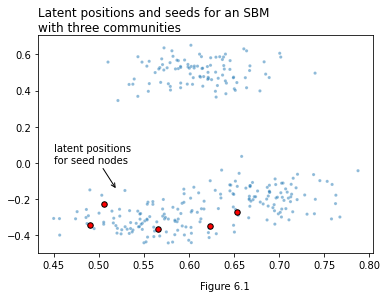 Latent positions and seeds for an SBM
with three communities
0.6
0.4
0.2
0.0
−0.2
−0.4
latent positions
for seed nodes
0.45 0.50 0.55 0.60 0.65 0.70 0.75 0.80
Figure 6.1